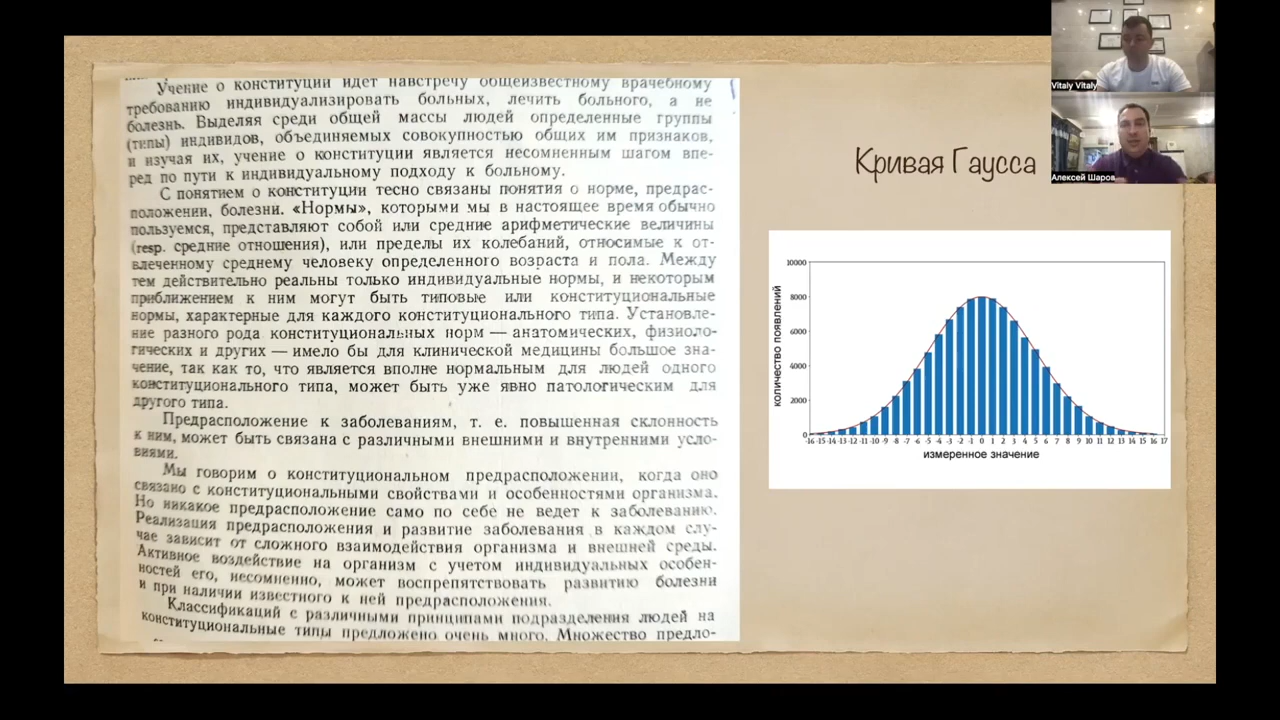 Учение о конституции идет навстречу общеизвестному врачебному
требованию индивидуализировать больных, лечить больного, а не
болезнь. Выделяя среди общей массы людей определенные группы
(типы) индивидов, объединяемых совокупностью общих им признаков,
и изучая их, учение о конституции является несомненным шагом впе-
ред по пути к индивидуальному подходу к больному.
С понятием о конституции тесно связаны понятия о норме, предрас-
положении, болезни. «Нормы», которыми мы в настоящее время обычно
пользуемся, представляют собой или средние арифметические величины
(resp. средние отношения), или пределы их колебаний, относимые к от-
влеченному среднему человеку определенного возраста и пола. Между
тем действительно реальны только индивидуальные нормы, и некоторым
приближением к ним могут быть типовые или конституциональные
нормы, характерные для каждого конституционального типа. Установле-
ние разного рода конституциональных норм — анатомических, физиоло-
гических и других — имело бы для клинической медицины большое зна-
чение, так как то, что является вполне нормальным для людей одного
конституционального типа, может быть уже явно патологическим для
другого типа.
Предрасположение к заболеваниям, т. е. повышенная склонность
к ним, может быть связана с различными внешними и внутренними усло-
виями.
Мы говорим о конституциональном предрасположении, когда оно
связано с конституциональными свойствами и особенностями организма.
Но никакое предрасположение само по себе не ведет к заболеванию.
Реализация предрасположения и развитие заболевания в каждом слу-
чае зависит от сложного взаимодействия организма и внешней среды.
Активное воздействие на организм с учетом индивидуальных особен-
ностей его, несомненно, может воспрепятствовать развитию болезни
и при наличии известного к ней предрасположения.
Классификаций с различными принципами подразделения людей на
конституциональные типы предложено очень много. Множество предло-
Кривая Гаусса
количество появлений
10000
8000
6000
4000
2000
0
-16 -15 -14 -13 -12 -11 -10 -9 -8 -7 -6 -5 -4 -3 -2 -1 0 1 2 3 4 5 6 7 8 9 10 11 12 13 14 15 16 17
измеренное значение
Vitaly Vitaly
Алексей Шаров